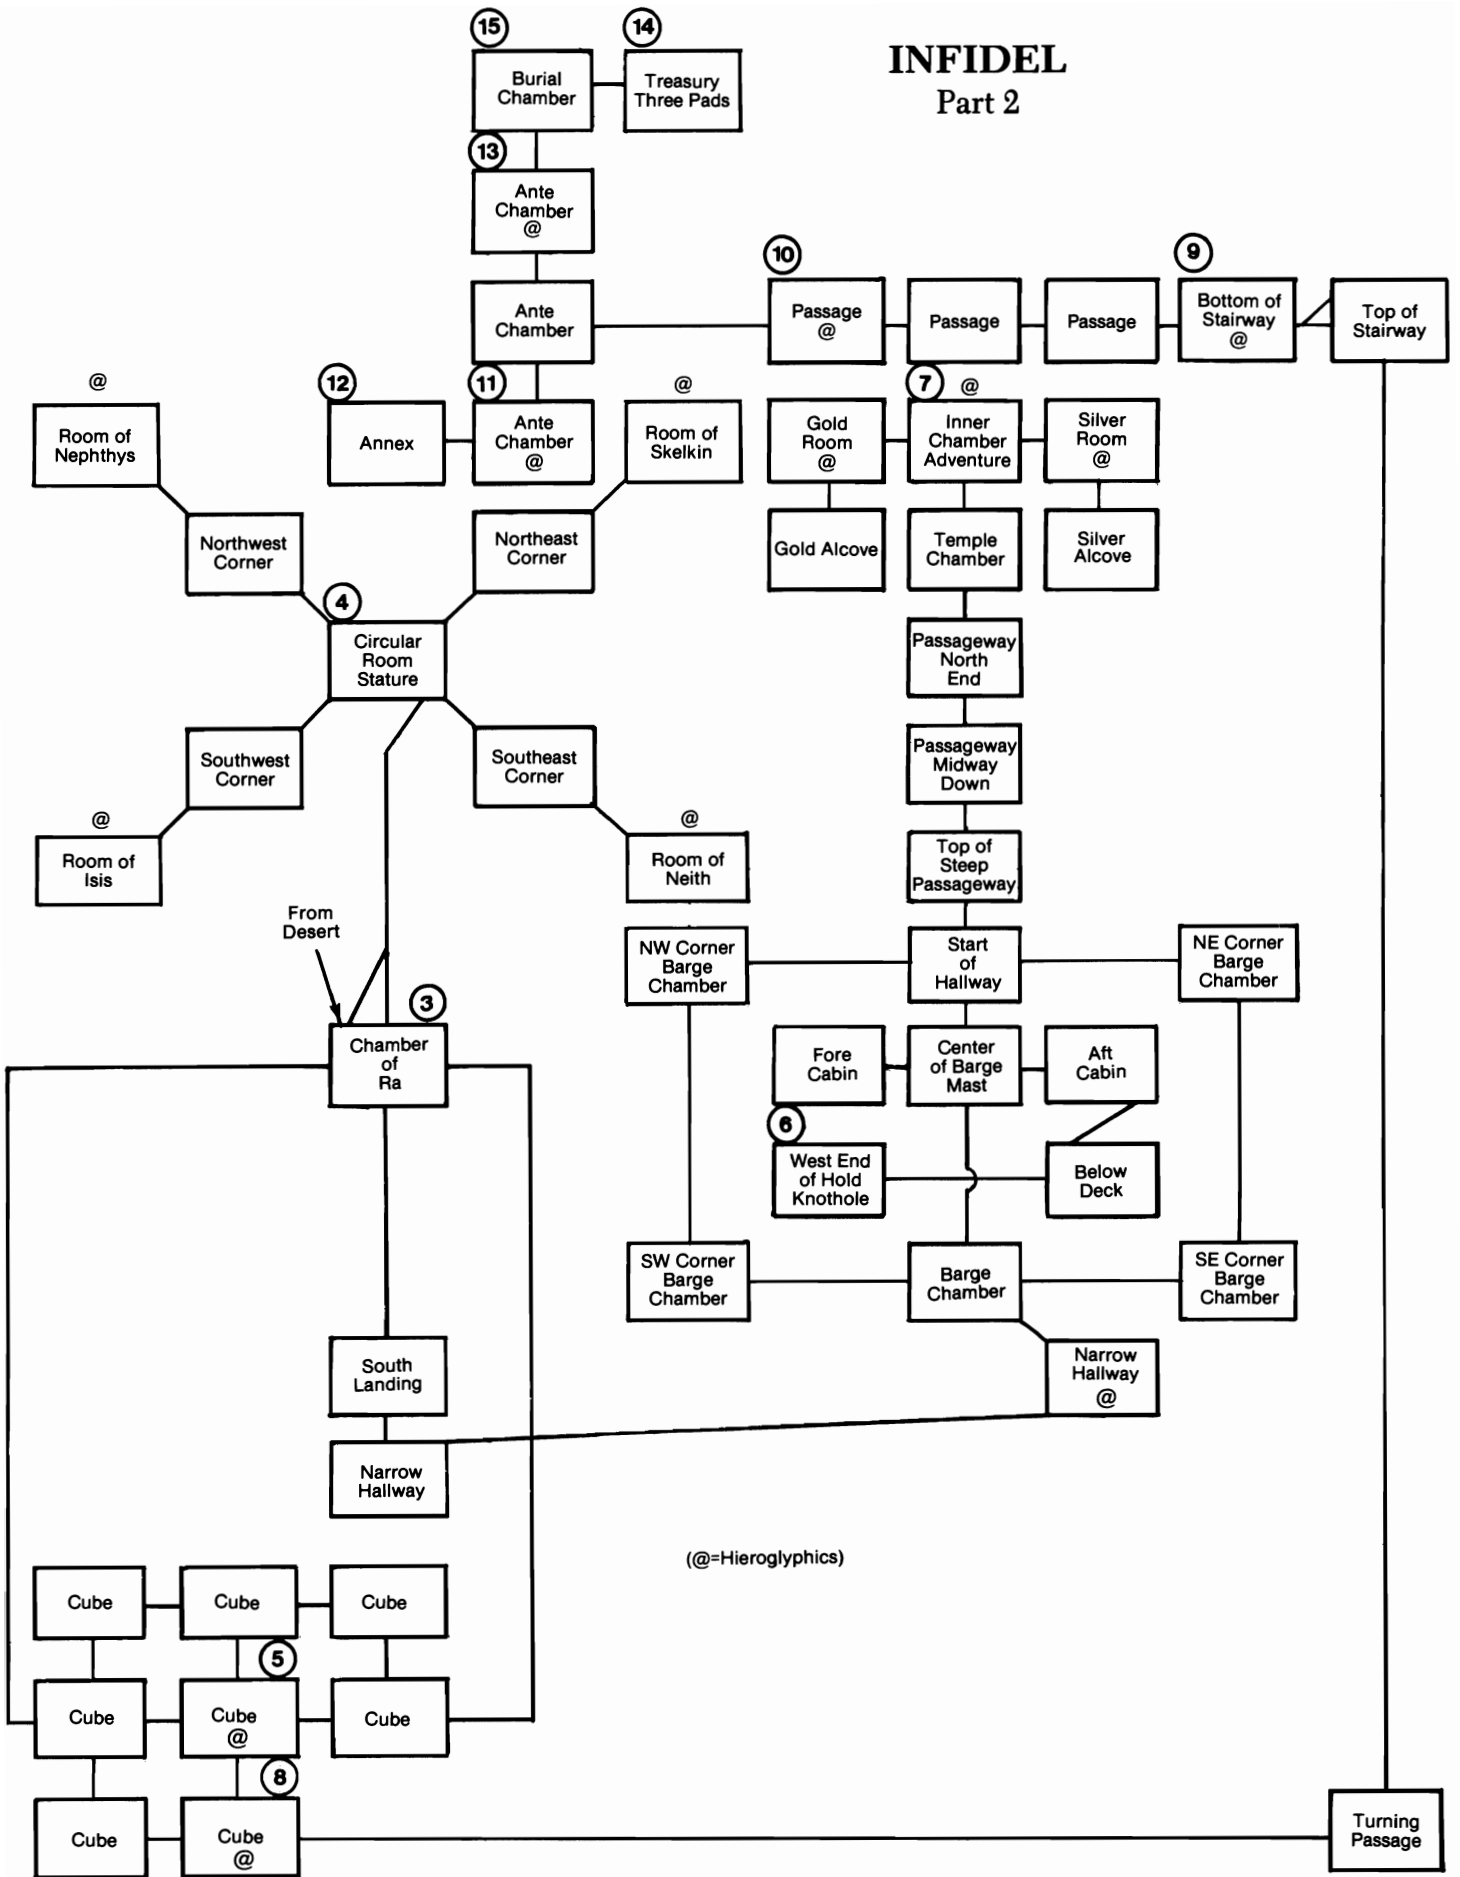 INFIDEL
Part 2
15
14
Burial
Chamber
Treasury
Three Pads
13
Ante
Chamber
@
10
9
Ante
Chamber
Passage
@
Passage
Passage
Bottom of
Stairway
@
Top of
Stairway
@
12
11
@
7
@
Room of
Nephthys
Annex
Ante
Chamber
@
Room of
Skelkin
Gold
Room
@
Inner
Chamber
Adventure
Silver
Room
@
Northwest
Corner
Northeast
Corner
Gold Alcove
Temple
Chamber
Silver
Alcove
4
Circular
Room
Stature
Passageway
North
End
Southwest
Corner
Southeast
Corner
Passageway
Midway
Down
@
@
Room of
Isis
Room of
Neith
Top of
Steep
Passageway
From
Desert
NW Corner
Barge
Chamber
Start
of
Hallway
NE Corner
Barge
Chamber
3
Chamber
of
Ra
Fore
Cabin
Center
of Barge
Mast
Aft
Cabin
6
West End
of Hold
Knothole
Below
Deck
SW Corner
Barge
Chamber
Barge
Chamber
SE Corner
Barge
Chamber
South
Landing
Narrow
Hallway
@
Narrow
Hallway
(@=Hieroglyphics)
Cube
Cube
Cube
5
Cube
Cube
@
Cube
8
Cube
Cube
@
Turning
Passage